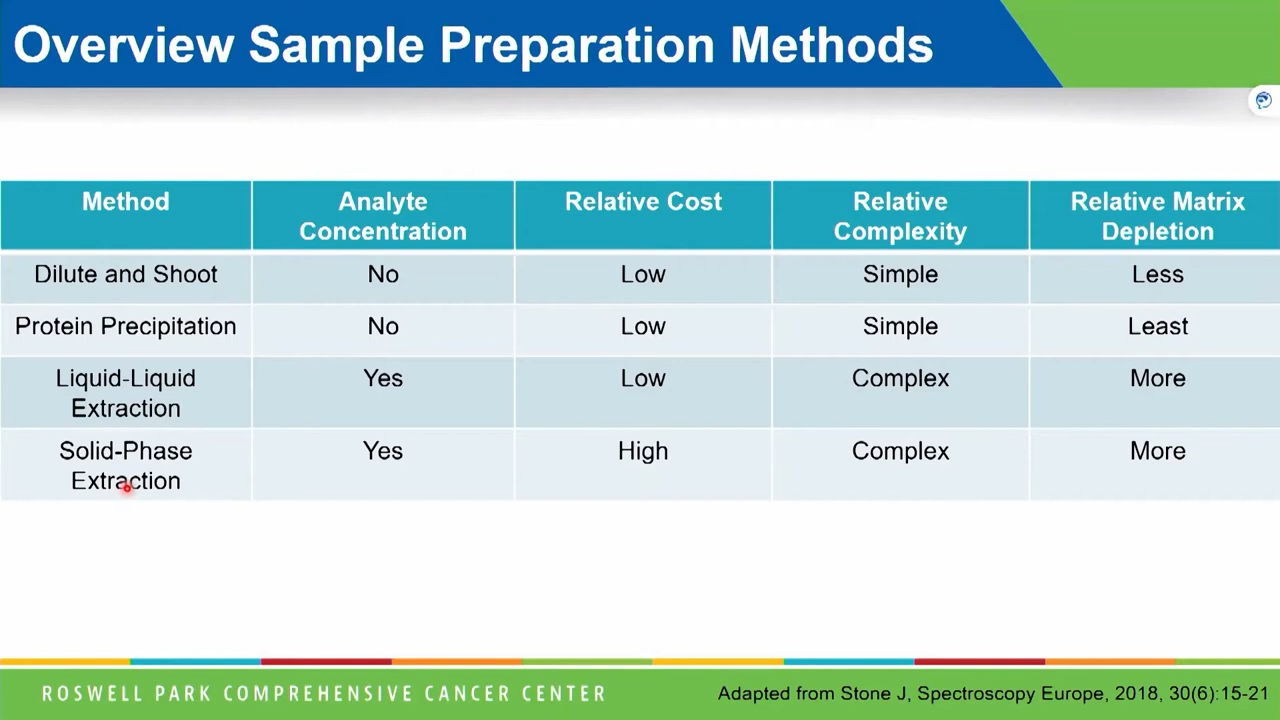 Overview Sample Preparation Methods
Method Analyte Concentration Relative Cost Relative Complexity Relative Matrix Depletion
Dilute and Shoot No Low Simple Less
Protein Precipitation No Low Simple Least
Liquid-Liquid Extraction Yes Low Complex More
Solid-Phase Extraction Yes High Complex More
ROSWELL PARK COMPREHENSIVE CANCER CENTER
Adapted from Stone J, Spectroscopy Europe, 2018, 30(6):15-21